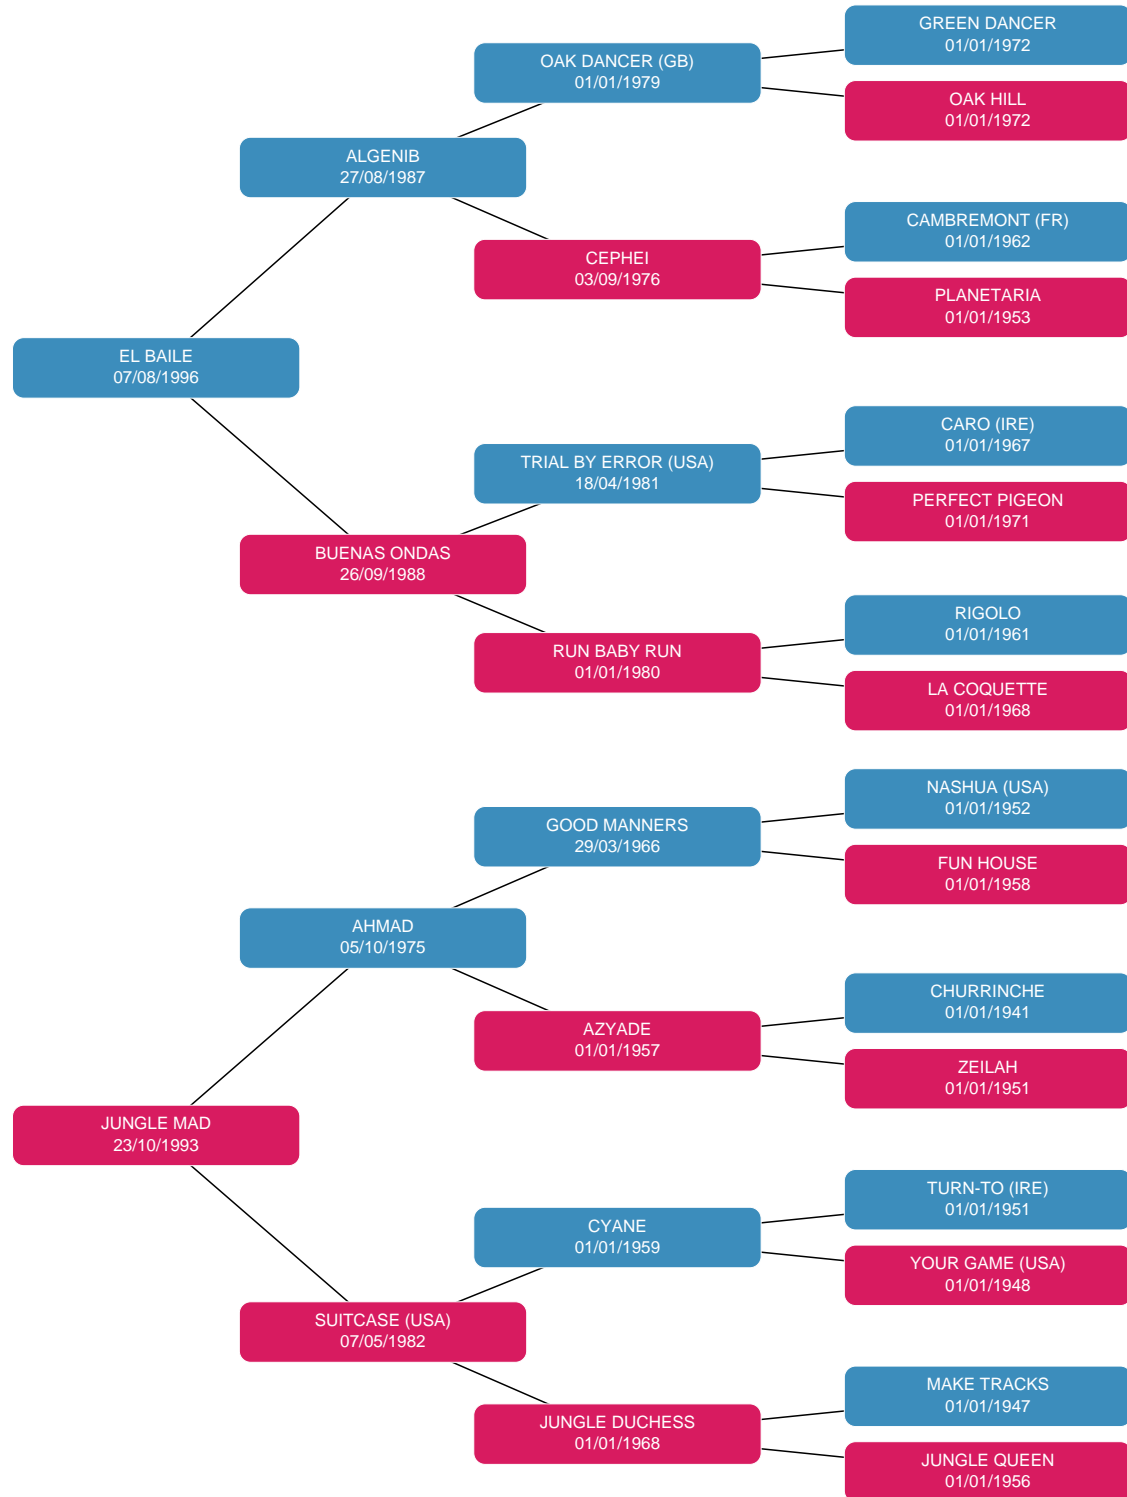 GREEN DANCER
01/01/1972
OAK DANCER (GB)
01/01/1979
OAK HILL
01/01/1972
ALGENIB
27/08/1987
CAMBREMONT (FR)
01/01/1962
CEPHEI
03/09/1976
PLANETARIA
01/01/1953
EL BAILE
07/08/1996
CARO (IRE)
01/01/1967
TRIAL BY ERROR (USA)
18/04/1981
PERFECT PIGEON
01/01/1971
BUENAS ONDAS
26/09/1988
RIGOLO
01/01/1961
RUN BABY RUN
01/01/1980
LA COQUETTE
01/01/1968
NASHUA (USA)
01/01/1952
GOOD MANNERS
29/03/1966
FUN HOUSE
01/01/1958
AHMAD
05/10/1975
CHURRINCHE
01/01/1941
AZYADE
01/01/1957
ZEILAH
01/01/1951
JUNGLE MAD
23/10/1993
TURN-TO (IRE)
01/01/1951
CYANE
01/01/1959
YOUR GAME (USA)
01/01/1948
SUITCASE (USA)
07/05/1982
MAKE TRACKS
01/01/1947
JUNGLE DUCHESS
01/01/1968
JUNGLE QUEEN
01/01/1956